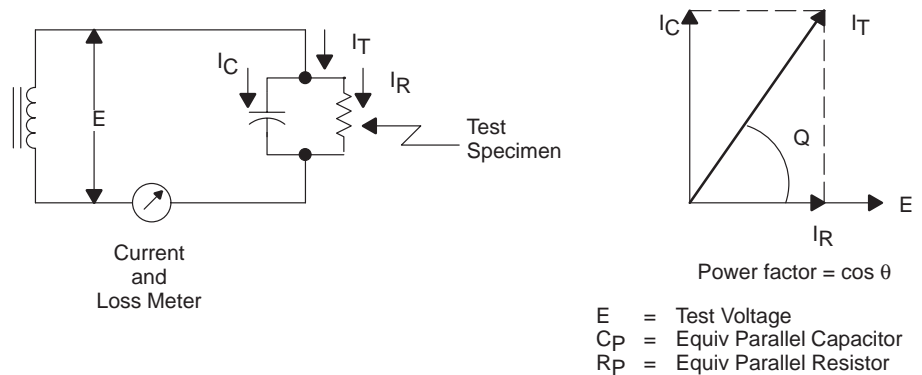 I_T
I_C
I_R
E
Test
Specimen
Current
and
Loss Meter
I_C
I_T
Q
E
I_R
Power factor = cos θ
E = Test Voltage
C_P = Equiv Parallel Capacitor
R_P = Equiv Parallel Resistor